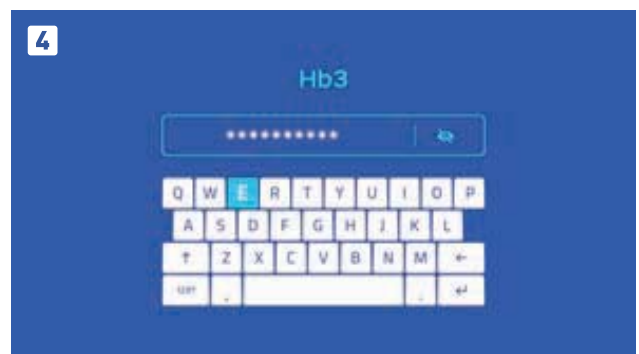 4
Hb3
**********
Q W E R T Y U I O P
A S D F G H J K L
↑ Z X C V B N M ←
, . ↵